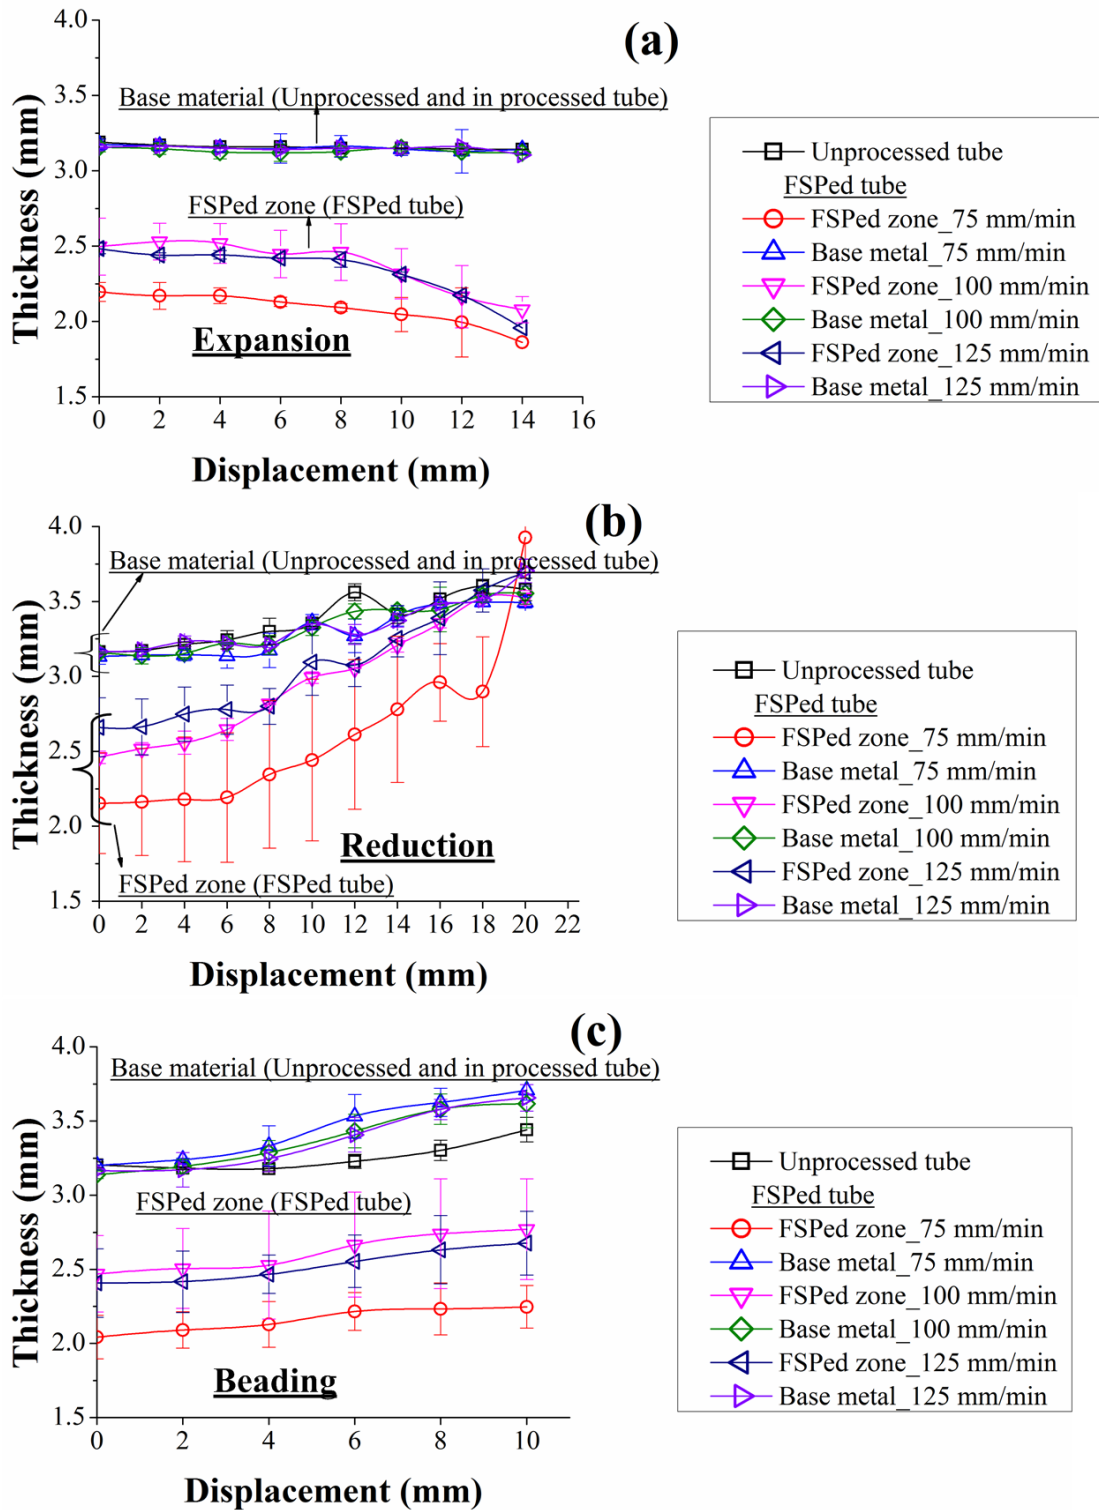 (a)
4.0
3.5
3.0
2.5
2.0
1.5
Thickness (mm)
Base material (Unprocessed and in processed tube)
FSPed zone (FSPed tube)
Expansion
0 2 4 6 8 10 12 14 16
Displacement (mm)
Unprocessed tube
FSPed tube
FSPed zone_75 mm/min
Base metal_75 mm/min
FSPed zone_100 mm/min
Base metal_100 mm/min
FSPed zone_125 mm/min
Base metal_125 mm/min
(b)
4.0
3.5
3.0
2.5
2.0
1.5
Thickness (mm)
Base material (Unprocessed and in processed tube)
Reduction
FSPed zone (FSPed tube)
0 2 4 6 8 10 12 14 16 18 20 22
Displacement (mm)
Unprocessed tube
FSPed tube
FSPed zone_75 mm/min
Base metal_75 mm/min
FSPed zone_100 mm/min
Base metal_100 mm/min
FSPed zone_125 mm/min
Base metal_125 mm/min
(c)
4.0
3.5
3.0
2.5
2.0
1.5
Thickness (mm)
Base material (Unprocessed and in processed tube)
FSPed zone (FSPed tube)
Beading
0 2 4 6 8 10
Displacement (mm)
Unprocessed tube
FSPed tube
FSPed zone_75 mm/min
Base metal_75 mm/min
FSPed zone_100 mm/min
Base metal_100 mm/min
FSPed zone_125 mm/min
Base metal_125 mm/min